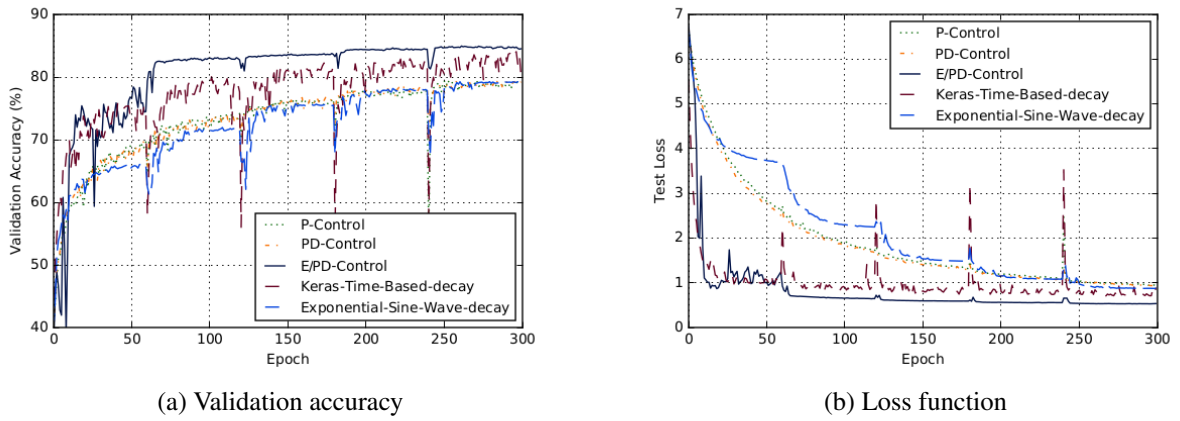 90
80
70
60
50
40
0 50 100 150 200 250 300
Validation Accuracy (%)
Epoch
P-Control
PD-Control
E/PD-Control
Keras-Time-Based-decay
Exponential-Sine-Wave-decay
(a) Validation accuracy
7
6
5
4
3
2
1
0
0 50 100 150 200 250 300
Test Loss
Epoch
P-Control
PD-Control
E/PD-Control
Keras-Time-Based-decay
Exponential-Sine-Wave-decay
(b) Loss function